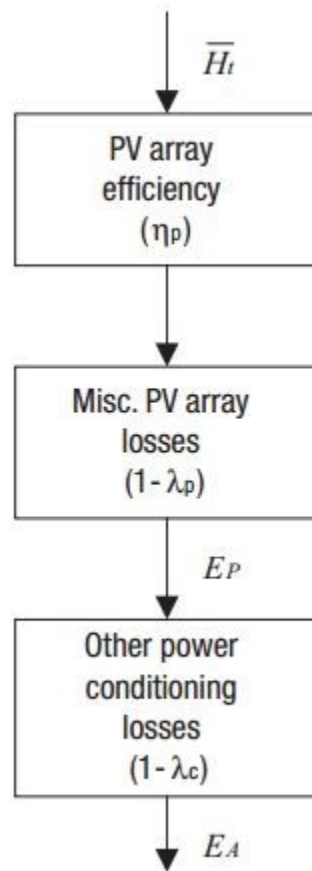 H̅t
PV array
efficiency
(ηp)
Misc. PV array
losses
(1- λp)
EP
Other power
conditioning
losses
(1- λc)
EA